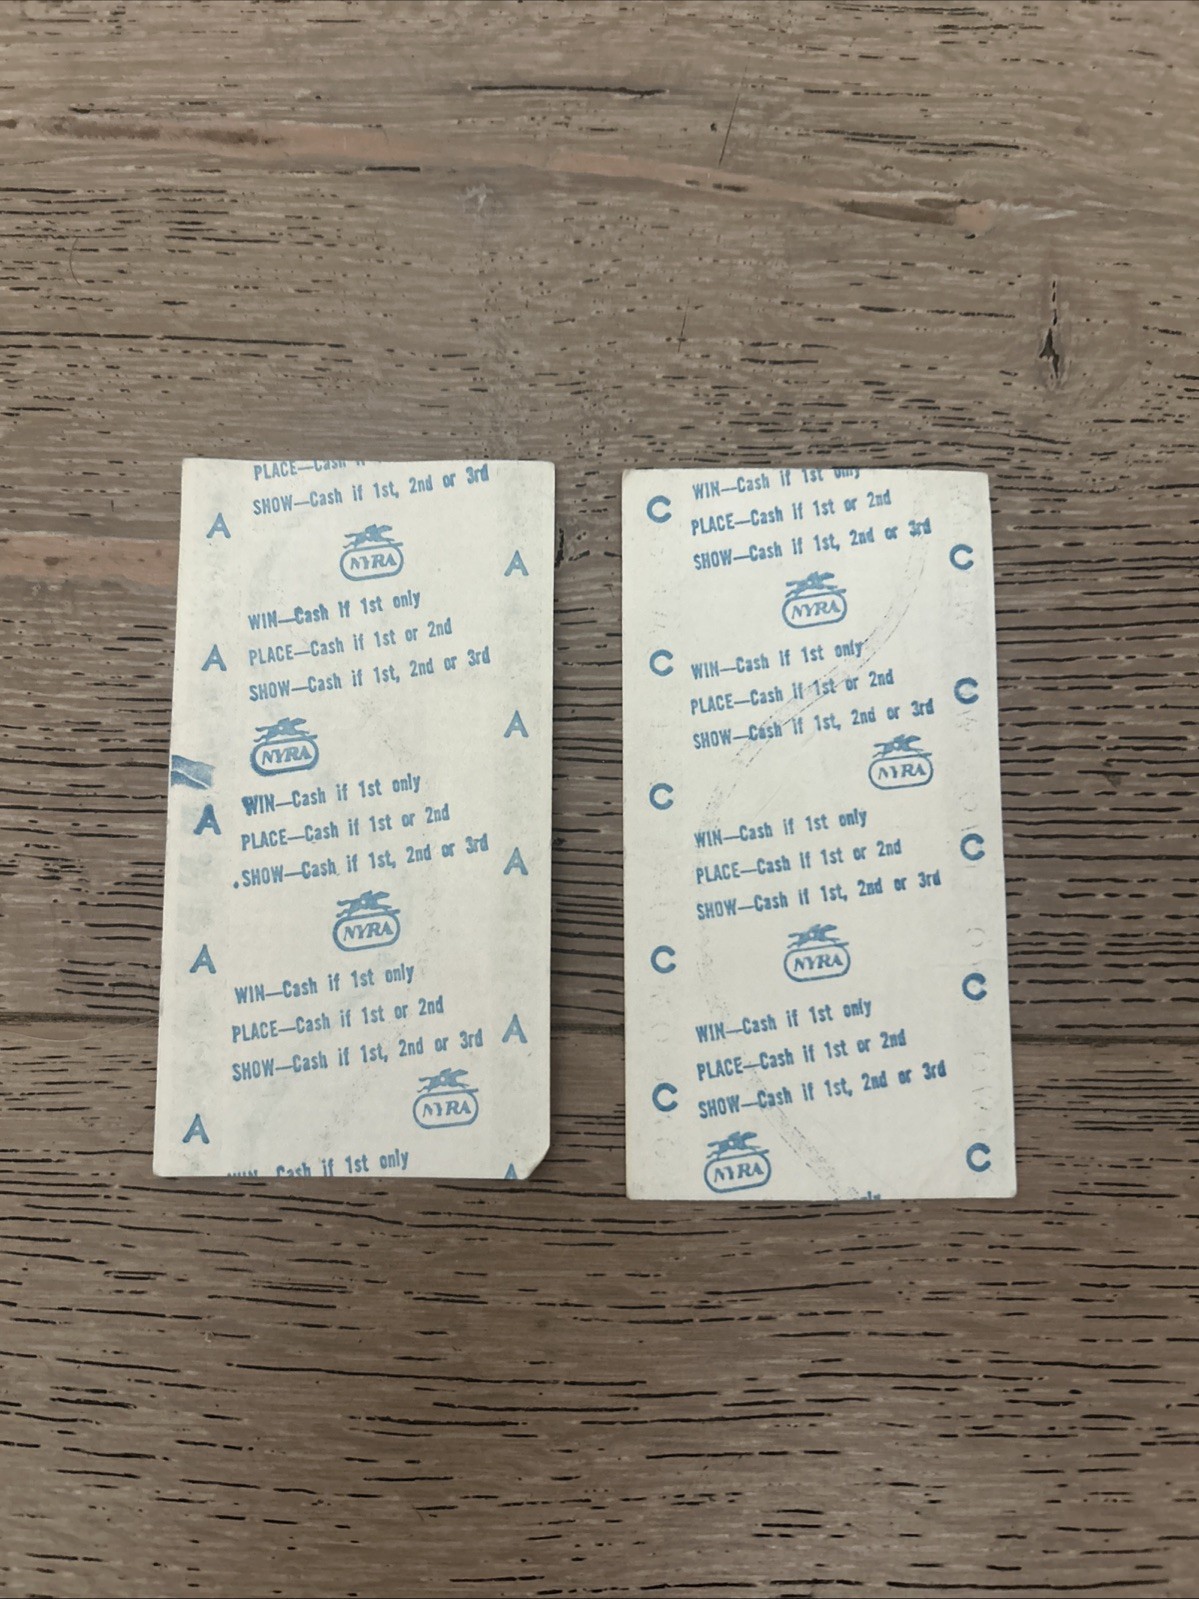 PLACE—Cash
SHOW—Cash if 1st, 2nd or 3rd
A
NYRA
A
WIN—Cash if 1st only
PLACE—Cash if 1st or 2nd
A
SHOW—Cash if 1st, 2nd or 3rd
A
NYRA
WIN—Cash if 1st only
A
PLACE—Cash if 1st or 2nd
SHOW—Cash if 1st, 2nd or 3rd
A
NYRA
A
WIN—Cash if 1st only
PLACE—Cash if 1st or 2nd
A
SHOW—Cash if 1st, 2nd or 3rd
NYRA
A
Cash if 1st only
A
WIN—Cash if 1st only
C
PLACE—Cash if 1st or 2nd
SHOW—Cash if 1st, 2nd or 3rd
C
NYRA
WIN—Cash if 1st only
C
PLACE—Cash if 1st or 2nd
C
SHOW—Cash if 1st, 2nd or 3rd
NYRA
C
WIN—Cash if 1st only
PLACE—Cash if 1st or 2nd
C
SHOW—Cash if 1st, 2nd or 3rd
NYRA
C
C
WIN—Cash if 1st only
PLACE—Cash if 1st or 2nd
C
SHOW—Cash if 1st, 2nd or 3rd
NYRA
C